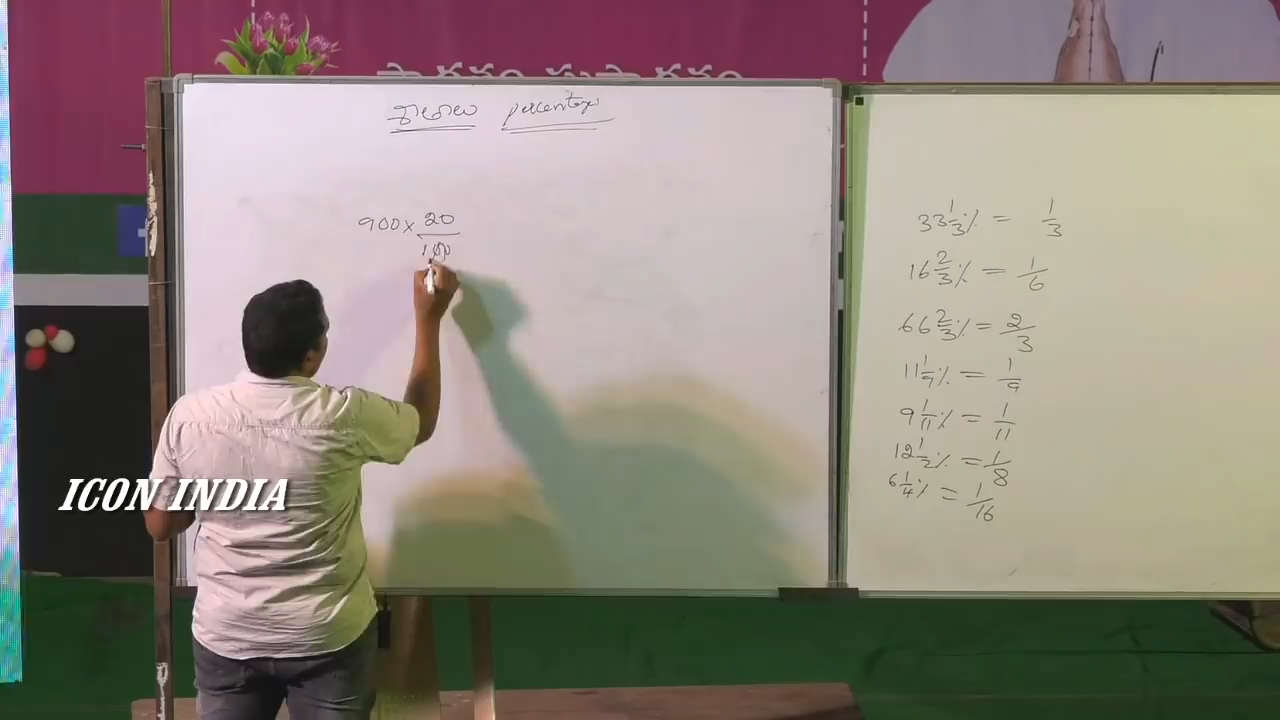 శాతాలు percentages
900 × 20/100
33 1/3 % = 1/3
16 2/3 % = 1/6
66 2/3 % = 2/3
11 1/9 % = 1/9
9 1/11 % = 1/11
12 1/2 % = 1/8
6 1/4 % = 1/16
ICON INDIA